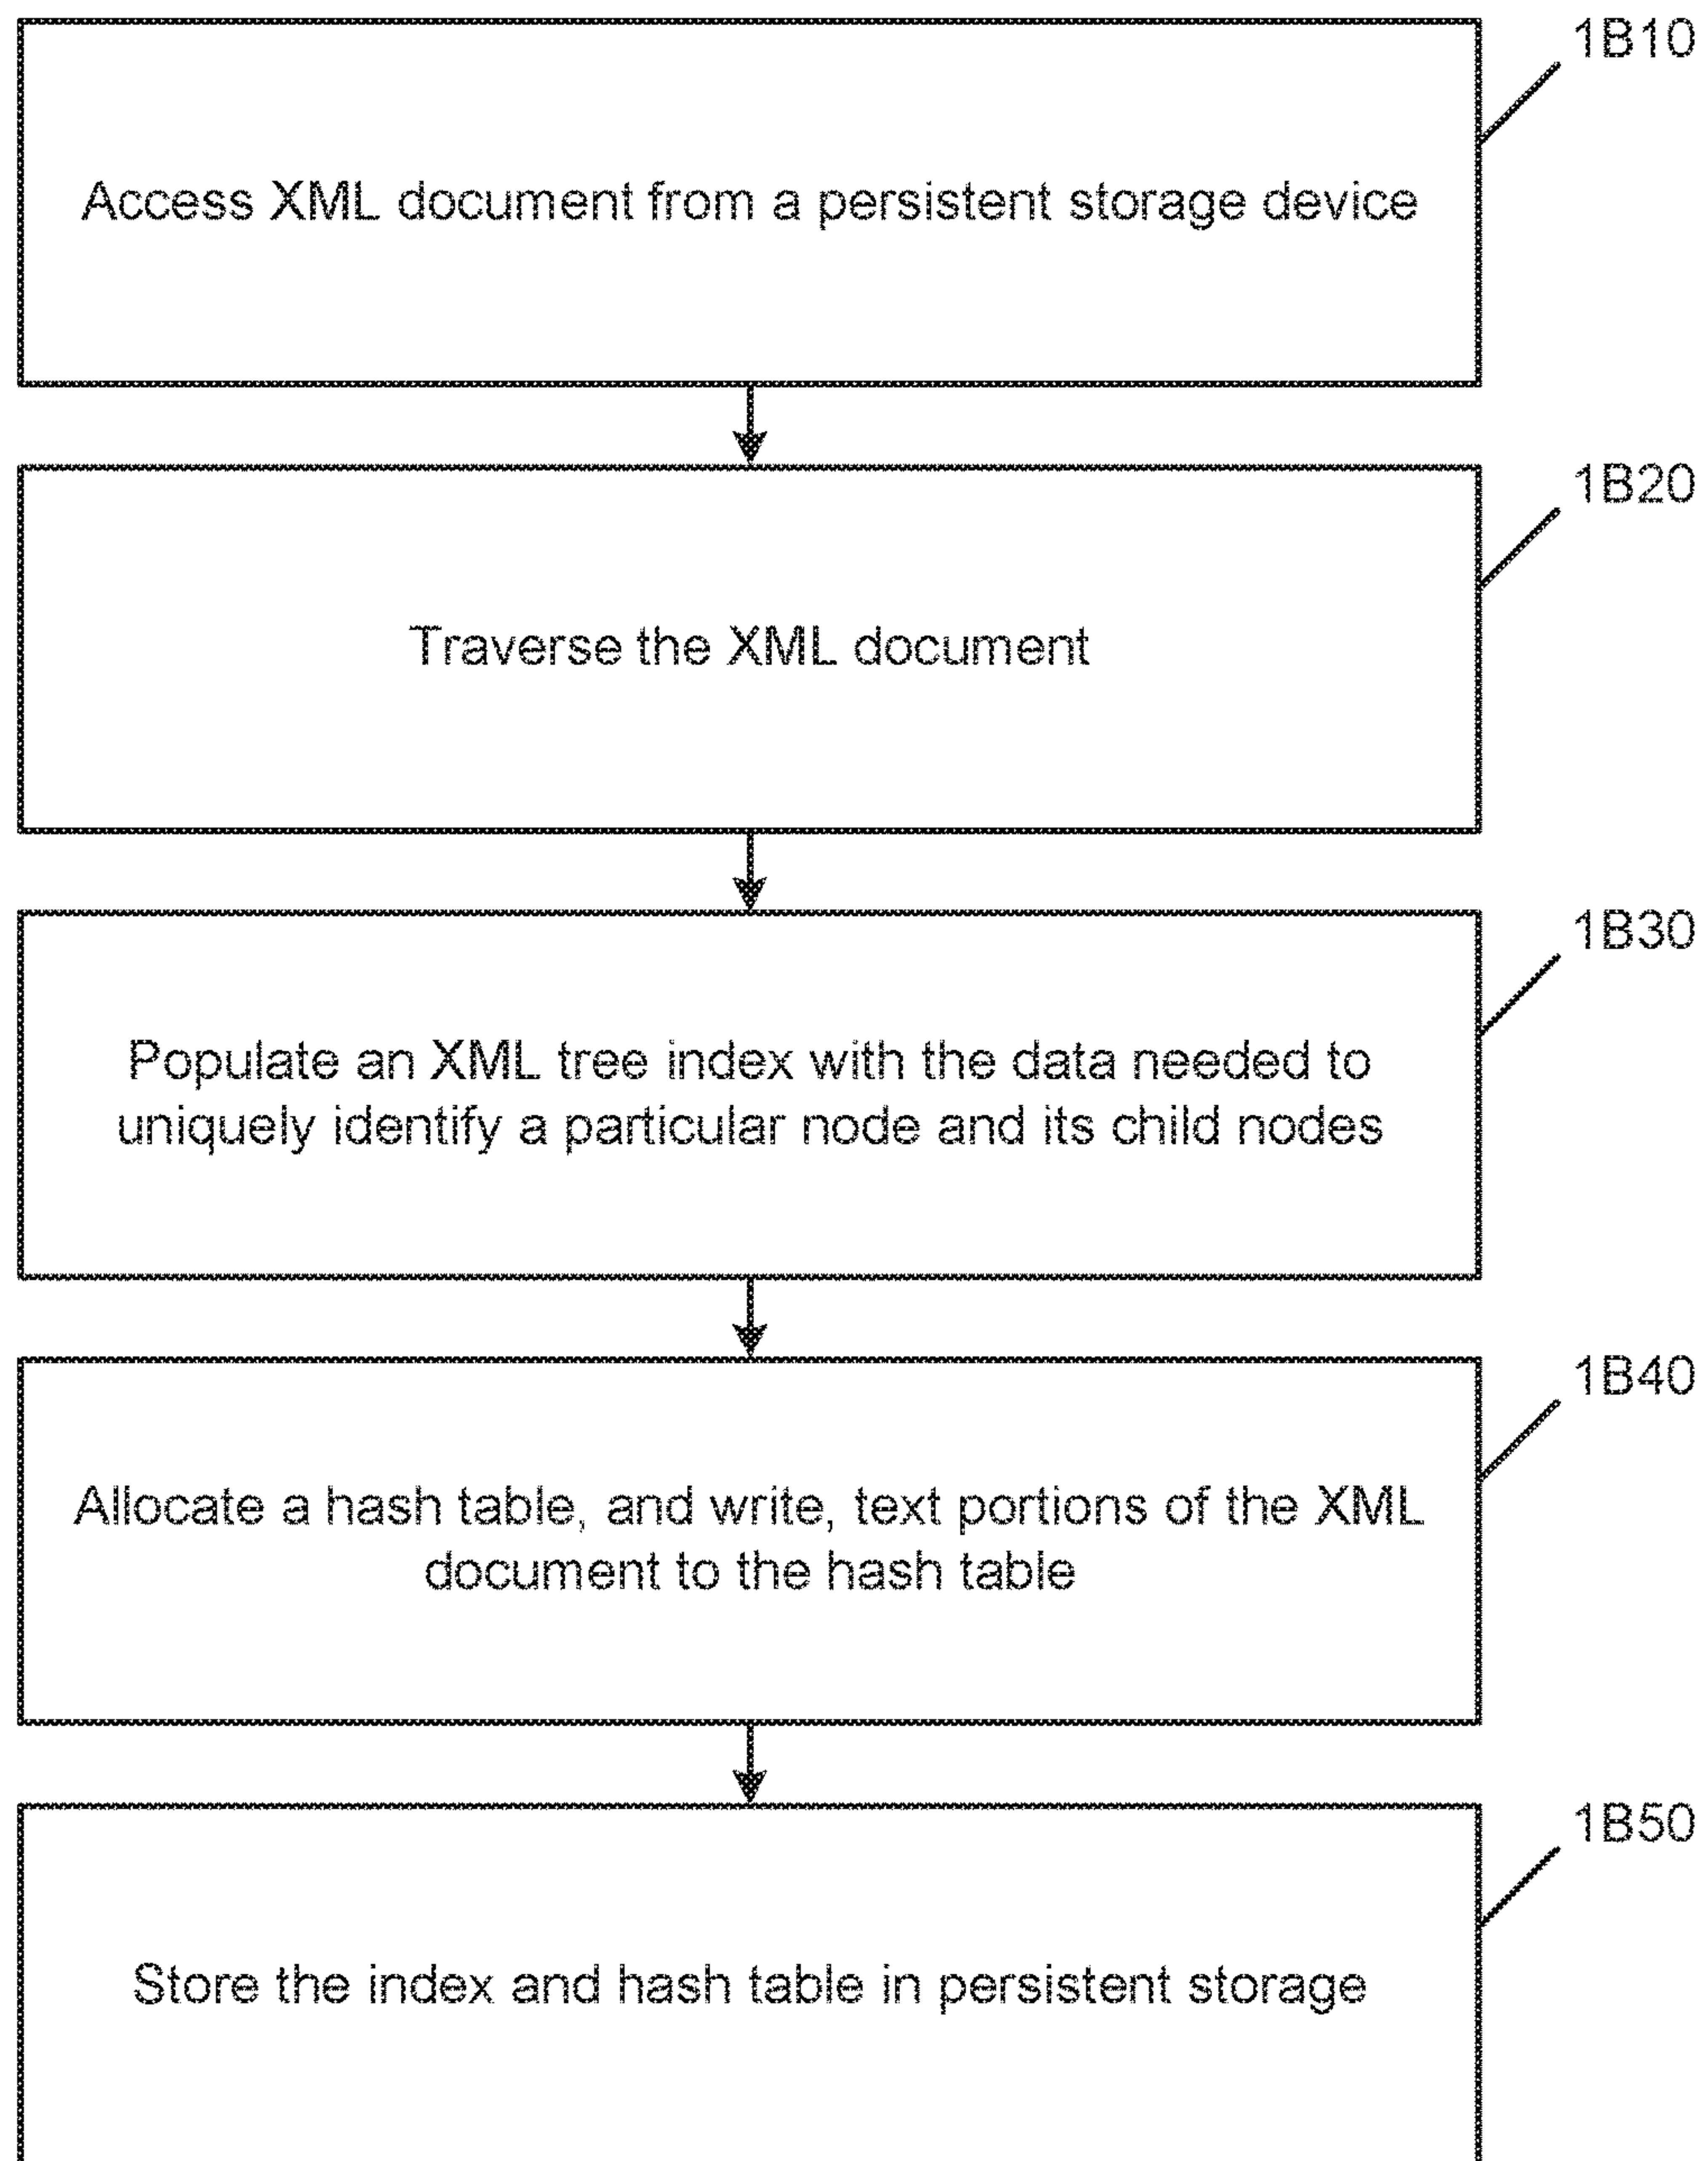 1B10
Access XML document from a persistent storage device
1B20
Traverse the XML document
1B30
Populate an XML tree index with the data needed to
uniquely identify a particular node and its child nodes
1B40
Allocate a hash table, and write, text portions of the XML
document to the hash table
1B50
Store the index and hash table in persistent storage